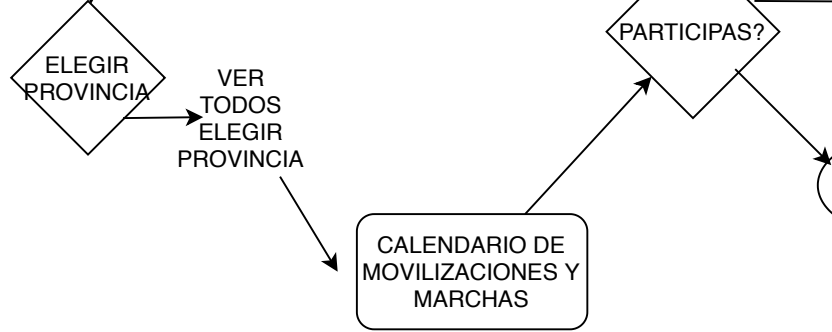 ELEGIR
PROVINCIA
VER
TODOS
ELEGIR
PROVINCIA
CALENDARIO DE
MOVILIZACIONES Y
MARCHAS
PARTICIPAS?